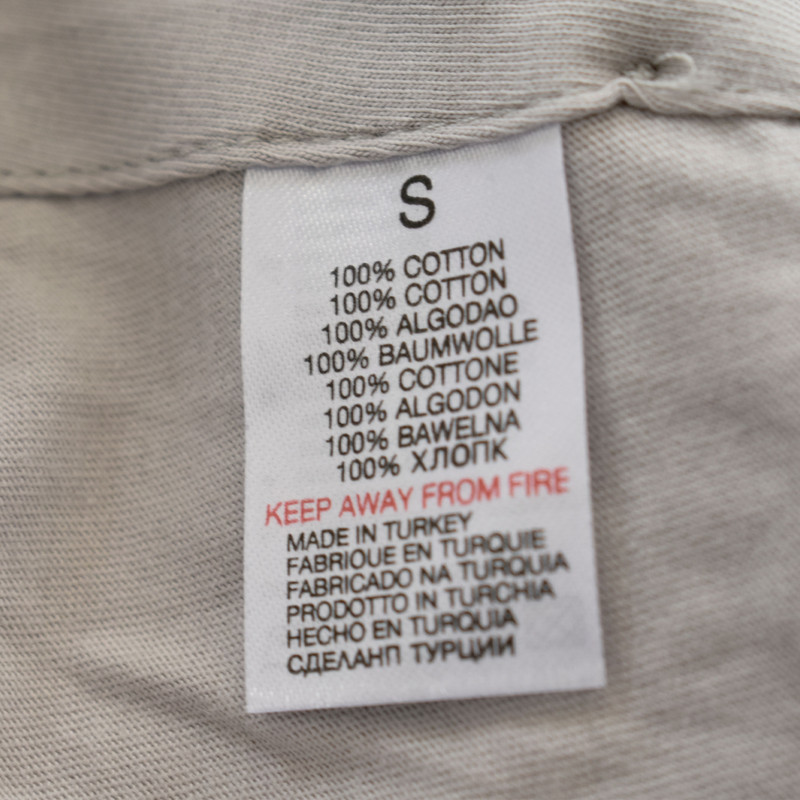 S
100% COTTON
100% COTTON
100% ALGODAO
100% BAUMWOLLE
100% COTTONE
100% ALGODON
100% BAWELNA
100% ХЛОПК
KEEP AWAY FROM FIRE
MADE IN TURKEY
FABRIOUE EN TURQUIE
FABRICADO NA TURQUIA
PRODOTTO IN TURCHIA
HECHO EN TURQUIA
СДЕЛАНП ТУРЦИИ